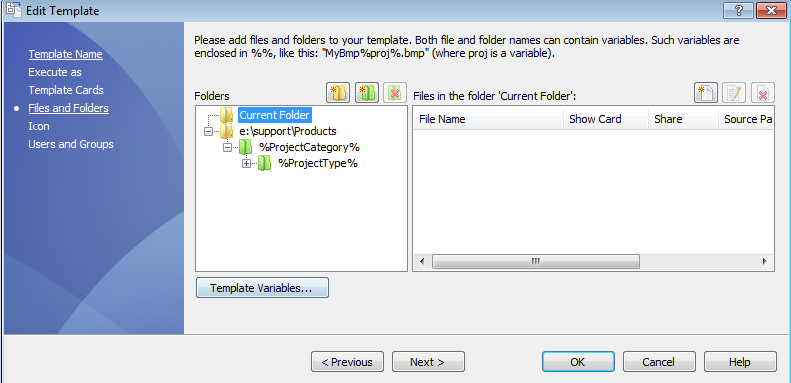 Edit Template
Template Name
Execute as
Template Cards
Files and Folders
Icon
Users and Groups
Please add files and folders to your template. Both file and folder names can contain variables. Such variables are
enclosed in %%, like this: "MyBmp%proj%.bmp" (where proj is a variable).
Folders
Current Folder
e:\support\Products
%ProjectCategory%
%ProjectType%
Template Variables...
Files in the folder 'Current Folder':
File Name Show Card Share Source Pa
< Previous Next > OK Cancel Help